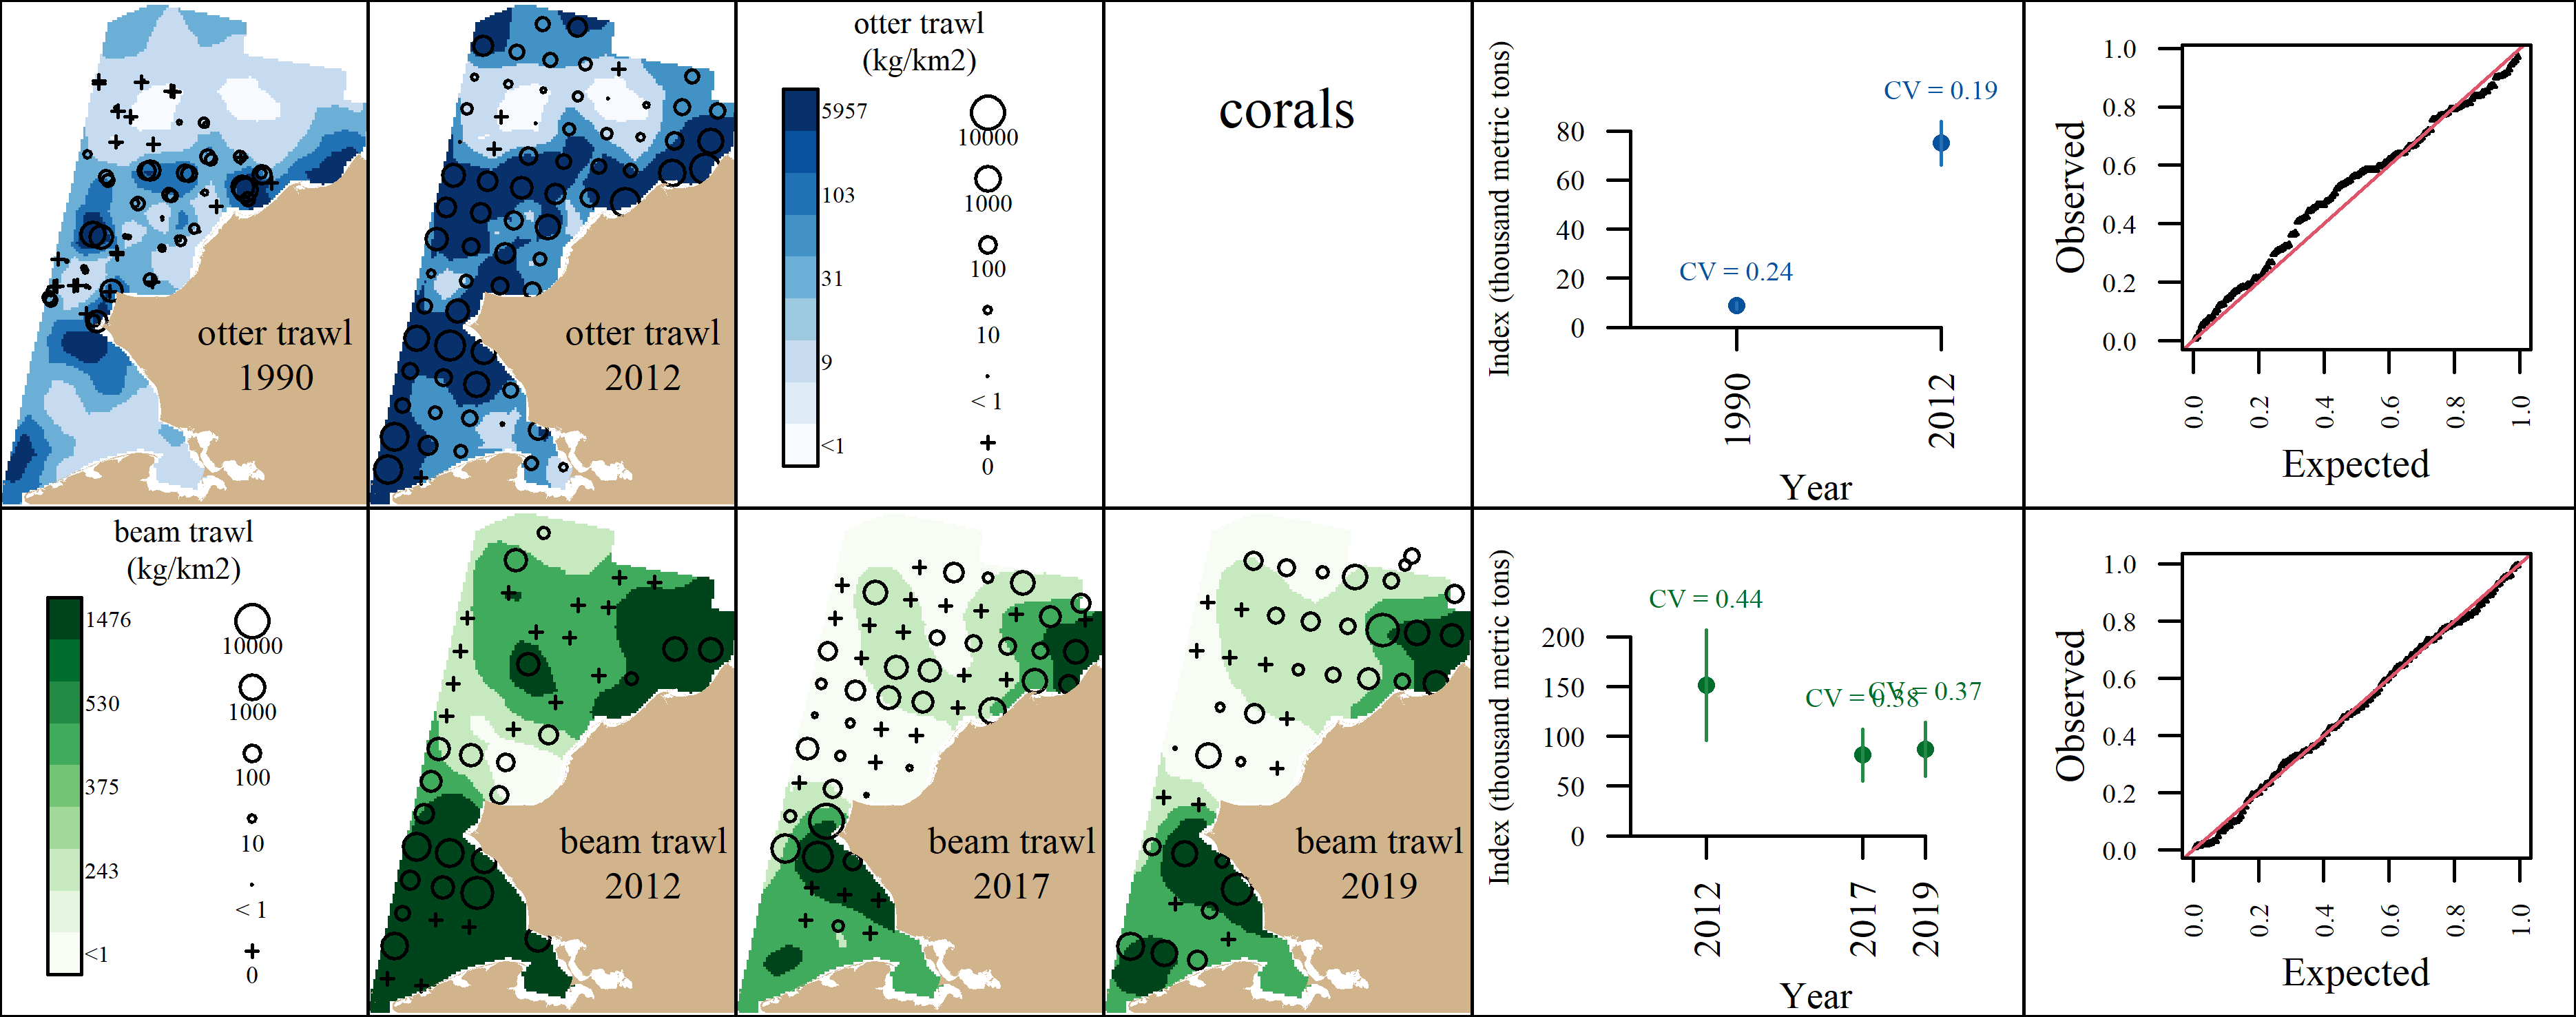 otter trawl
1990
otter trawl
2012
otter trawl
(kg/km2)
5957
103
31
9
<1
10000
1000
100
10
< 1
0
corals
Index (thousand metric tons)
80
60
40
20
0
CV = 0.24
CV = 0.19
1990
2012
Year
Observed
1.0
0.8
0.6
0.4
0.2
0.0
0.0
0.2
0.4
0.6
0.8
1.0
Expected
beam trawl
(kg/km2)
1476
530
375
243
<1
10000
1000
100
10
< 1
0
beam trawl
2012
beam trawl
2017
beam trawl
2019
Index (thousand metric tons)
200
150
100
50
0
CV = 0.44
CV = 0.38
CV = 0.37
2012
2017
2019
Year
Observed
1.0
0.8
0.6
0.4
0.2
0.0
0.0
0.2
0.4
0.6
0.8
1.0
Expected